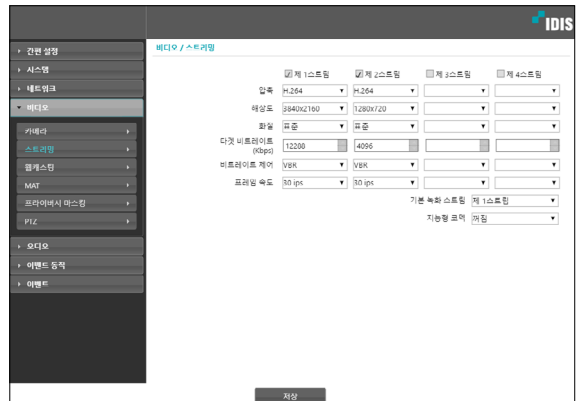 IDIS
간편 설정
시스템
네트워크
비디오
카메라
스트리밍
웹캐스팅
MAT
프라이버시 마스킹
PTZ
오디오
이벤트 동작
이벤트
비디오 / 스트리밍
제 1스트림 제 2스트림 제 3스트림 제 4스트림
압축 H.264 H.264
해상도 3840x2160 1280x720
화질 표준 표준
타겟 비트레이트 (Kbps) 12288 4096
비트레이트 제어 VBR VBR
프레임 속도 30 ips 30 ips
기본 녹화 스트림 제 1스트림
지능형 코덱 꺼짐
저장